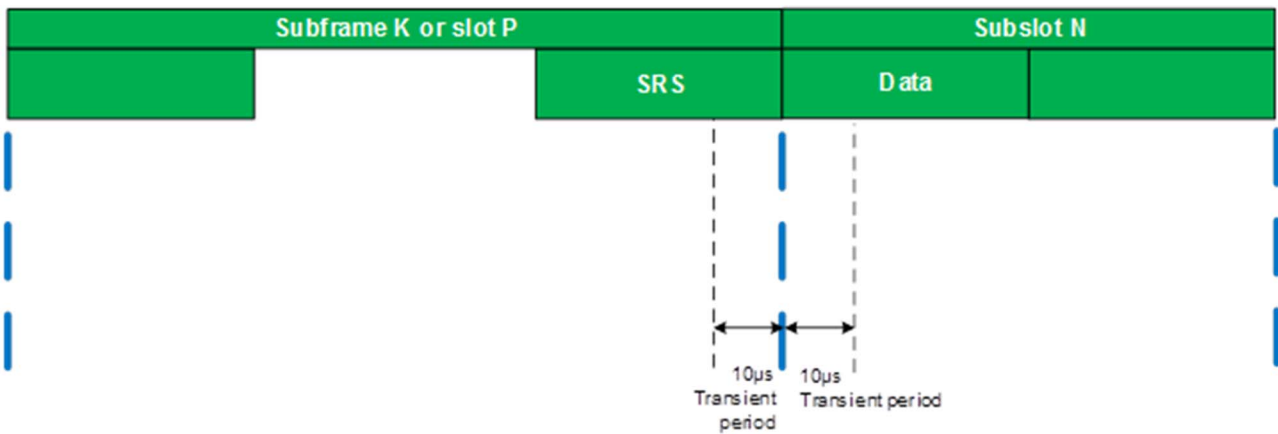 Subframe K or slot P
Subslot N
SRS
Data
10µs
Transient
period
10µs
Transient period